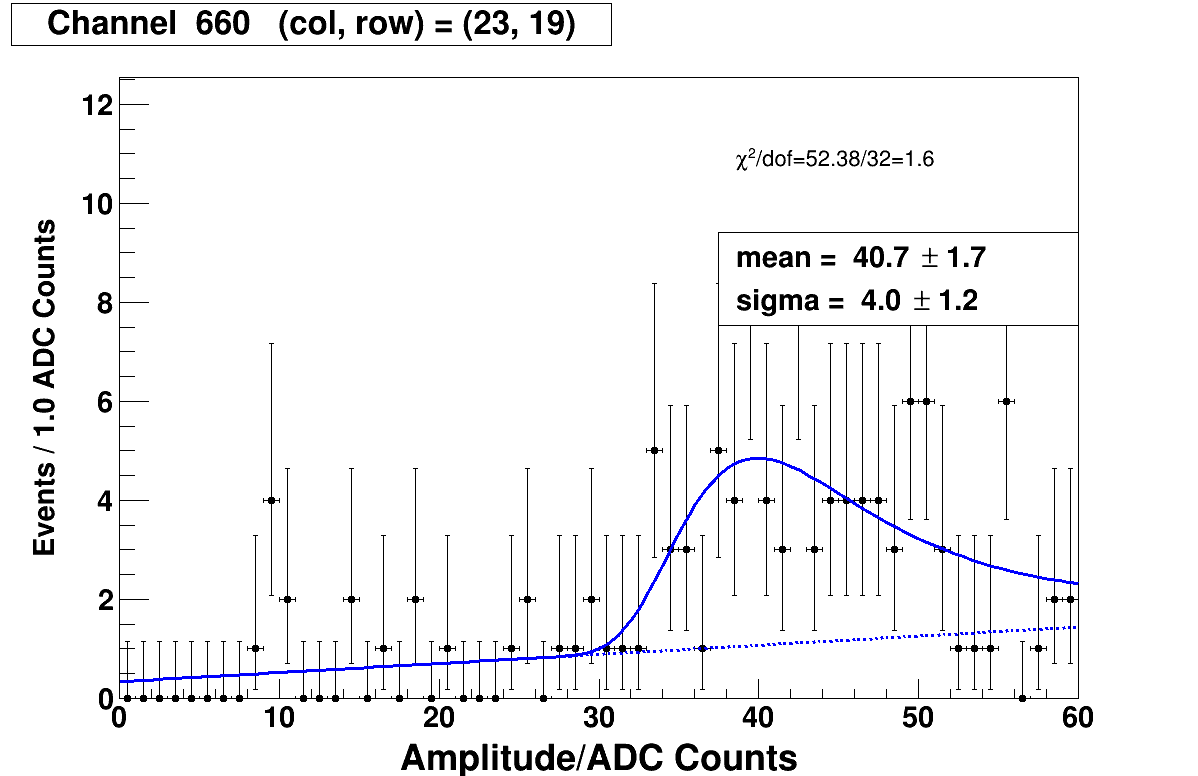 Channel 660 (col, row) = (23, 19)
Events / 1.0 ADC Counts
12
10
8
6
4
2
0
χ²/dof=52.38/32=1.6
mean = 40.7 ± 1.7
sigma = 4.0 ± 1.2
0 10 20 30 40 50 60
Amplitude/ADC Counts